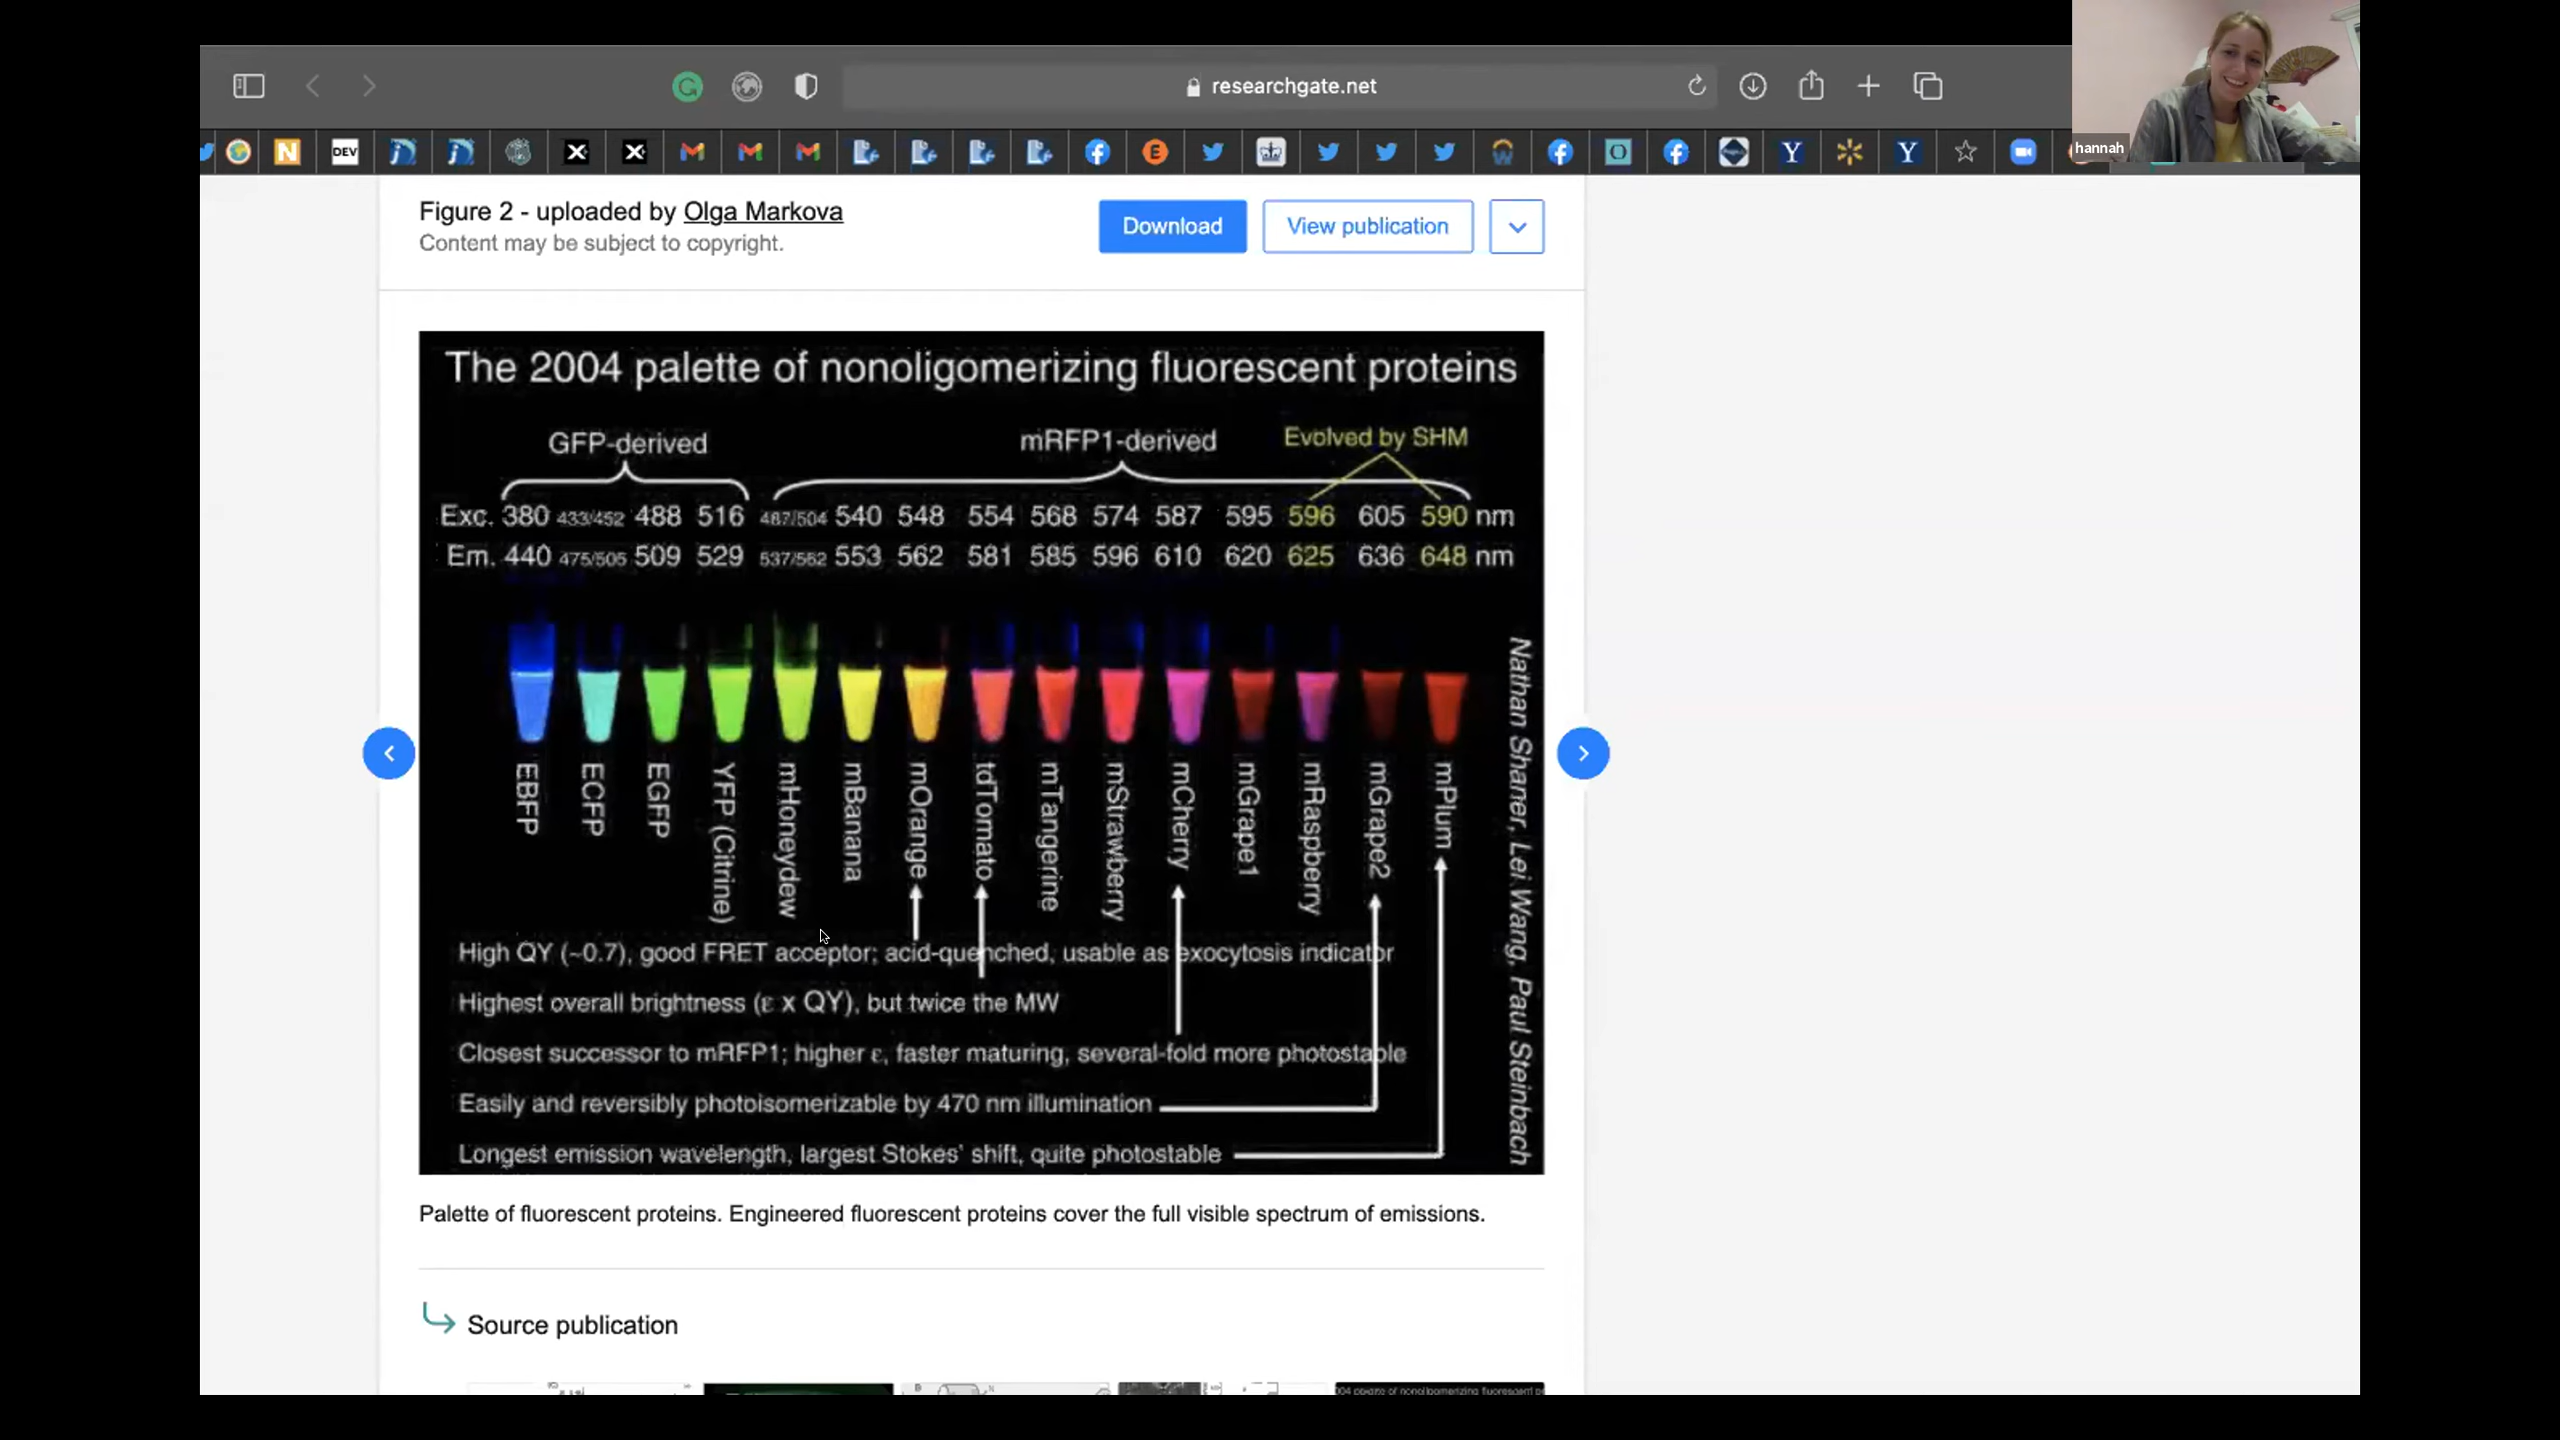 researchgate.net
hannah
N
DEV
Figure 2 - uploaded by Olga Markova
Content may be subject to copyright.
Download
View publication
The 2004 palette of nonoligomerizing fluorescent proteins
GFP-derived
mRFP1-derived
Evolved by SHM
Exc. 380 433/452 488 516 487/504 540 548 554 568 574 587 595 596 605 590 nm
Em. 440 475/505 509 529 537/562 553 562 581 585 596 610 620 625 636 648 nm
EBFP
ECFP
EGFP
YFP (Citrine)
mHoneydew
mBanana
mOrange
tdTomato
mTangerine
mStrawberry
mCherry
mGrape1
mRaspberry
mGrape2
mPlum
Nathan Shaner, Lei Wang, Paul Steinbach
High QY (~0.7), good FRET acceptor; acid-quenched, usable as exocytosis indicator
Highest overall brightness (ε x QY), but twice the MW
Closest successor to mRFP1; higher ε, faster maturing, several-fold more photostable
Easily and reversibly photoisomerizable by 470 nm illumination
Longest emission wavelength, largest Stokes' shift, quite photostable
Palette of fluorescent proteins. Engineered fluorescent proteins cover the full visible spectrum of emissions.
Source publication